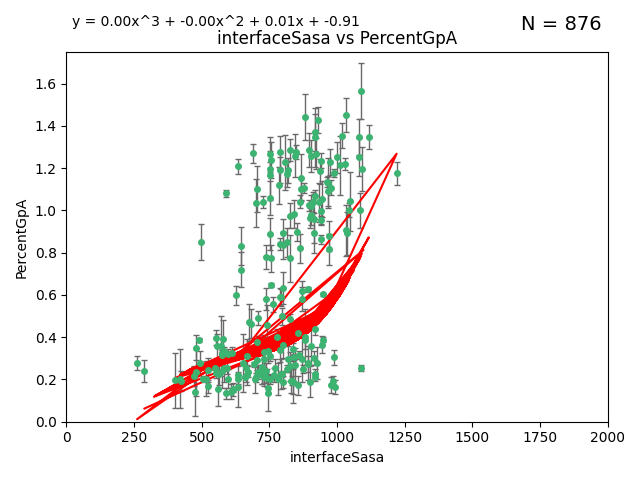 y = 0.00x^3 + -0.00x^2 + 0.01x + -0.91
N = 876
interfaceSasa vs PercentGpA
PercentGpA
1.6
1.4
1.2
1.0
0.8
0.6
0.4
0.2
0.0
0 250 500 750 1000 1250 1500 1750 2000
interfaceSasa